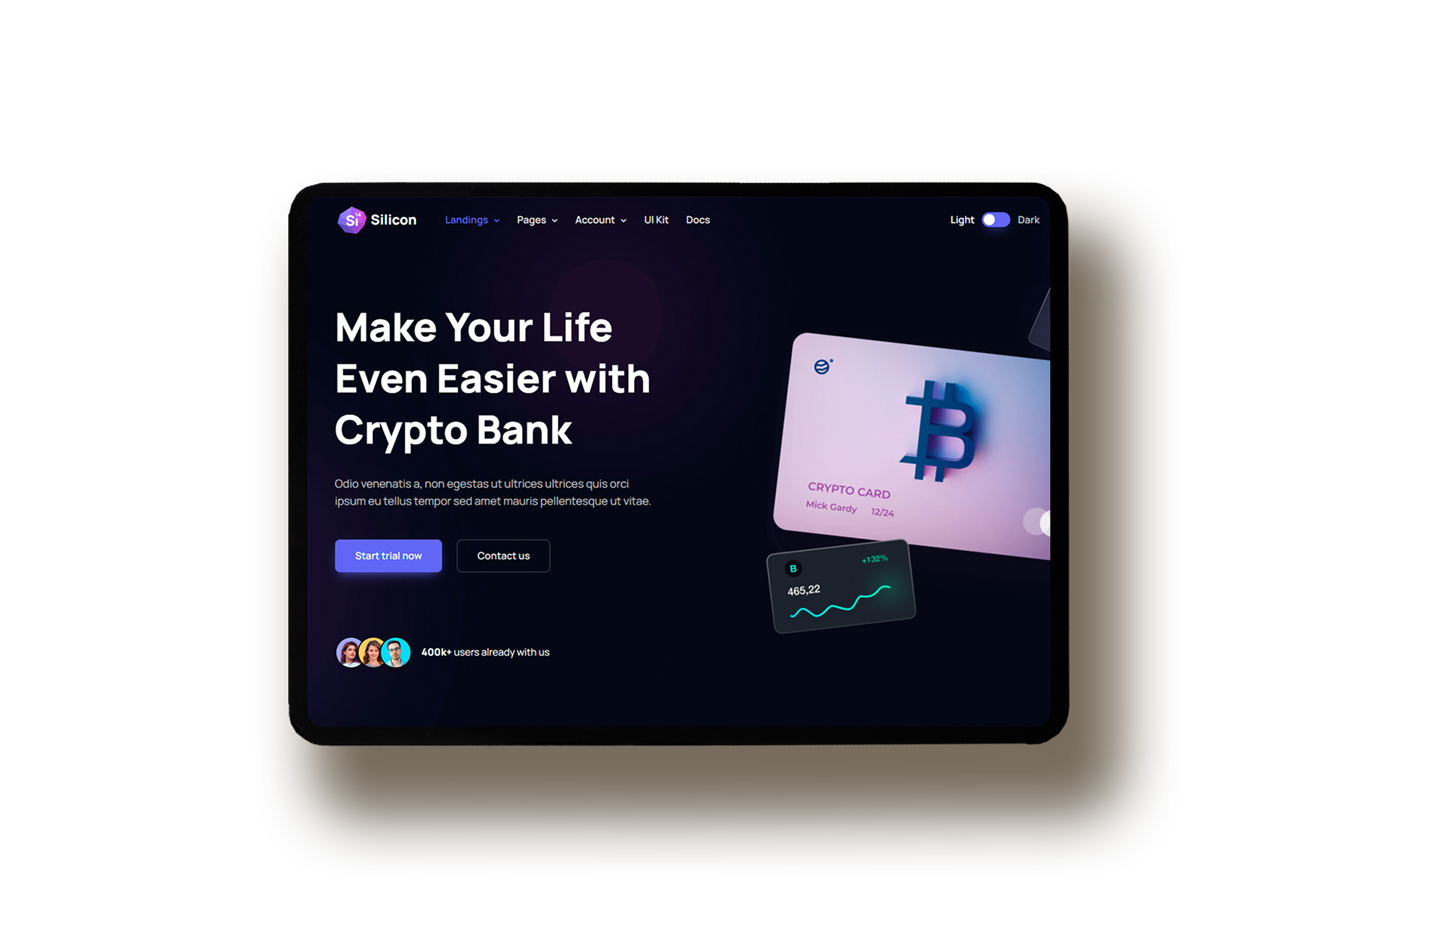 Si 14 Silicon
Landings
Pages
Account
UI Kit
Docs
Light
Dark
Make Your Life
Even Easier with
Crypto Bank
Odio venenatis a, non egestas ut ultrices ultrices quis orci
ipsum eu tellus tempor sed amet mauris pellentesque ut vitae.
Start trial now
Contact us
400k+ users already with us
CRYPTO CARD
Mick Gardy 12/24
B
+132%
465,22